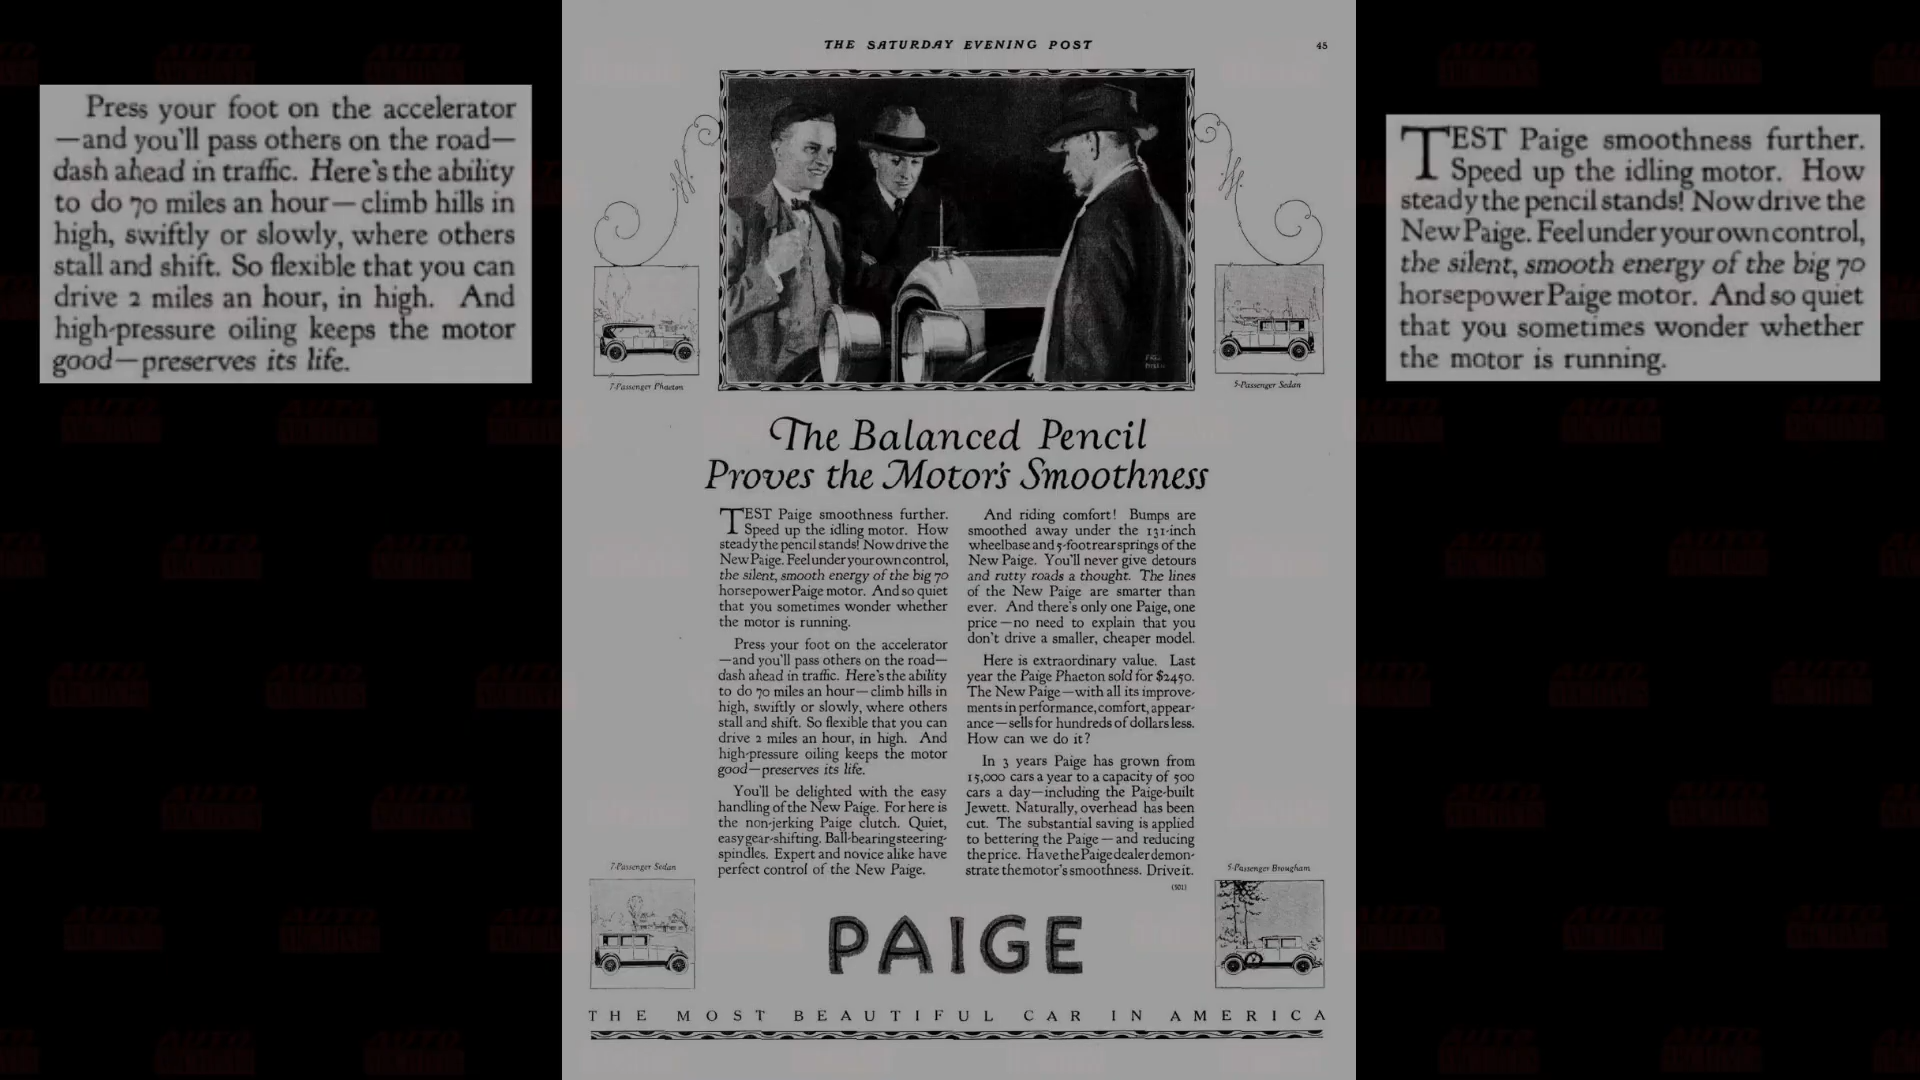 Press your foot on the accelerator
—and you'll pass others on the road—
dash ahead in traffic. Here's the ability
to do 70 miles an hour—climb hills in
high, swiftly or slowly, where others
stall and shift. So flexible that you can
drive 2 miles an hour, in high. And
high-pressure oiling keeps the motor
good—preserves its life.
THE SATURDAY EVENING POST
45
7-Passenger Phaeton
5-Passenger Sedan
The Balanced Pencil
Proves the Motor's Smoothness
TEST Paige smoothness further.
Speed up the idling motor. How
steady the pencil stands! Now drive the
New Paige. Feel under your own control,
the silent, smooth energy of the big 70
horsepower Paige motor. And so quiet
that you sometimes wonder whether
the motor is running.
Press your foot on the accelerator
—and you'll pass others on the road—
dash ahead in traffic. Here's the ability
to do 70 miles an hour—climb hills in
high, swiftly or slowly, where others
stall and shift. So flexible that you can
drive 2 miles an hour, in high. And
high-pressure oiling keeps the motor
good—preserves its life.
You'll be delighted with the easy
handling of the New Paige. For here is
the non-jerking Paige clutch. Quiet,
easy gear-shifting. Ball-bearing steering-
spindles. Expert and novice alike have
perfect control of the New Paige.
And riding comfort! Bumps are
smoothed away under the 131-inch
wheelbase and 5-foot rear springs of the
New Paige. You'll never give detours
and rutty roads a thought. The lines
of the New Paige are smarter than
ever. And there's only one Paige, one
price—no need to explain that you
don't drive a smaller, cheaper model.
Here is extraordinary value. Last
year the Paige Phaeton sold for $2450.
The New Paige—with all its improve-
ments in performance, comfort, appear-
ance—sells for hundreds of dollars less.
How can we do it?
In 3 years Paige has grown from
15,000 cars a year to a capacity of 500
cars a day—including the Paige-built
Jewett. Naturally, overhead has been
cut. The substantial saving is applied
to bettering the Paige—and reducing
the price. Have the Paige dealer demon-
strate the motor's smoothness. Drive it.
(501)
7-Passenger Sedan
5-Passenger Brougham
PAIGE
THE MOST BEAUTIFUL CAR IN AMERICA
TEST Paige smoothness further.
Speed up the idling motor. How
steady the pencil stands! Now drive the
New Paige. Feel under your own control,
the silent, smooth energy of the big 70
horsepower Paige motor. And so quiet
that you sometimes wonder whether
the motor is running.